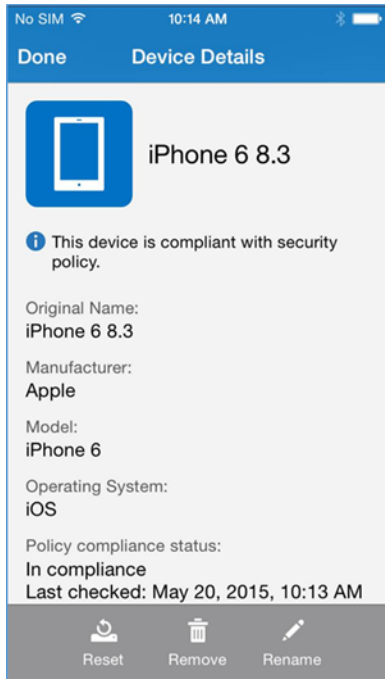 No SIM 10:14 AM
Done Device Details
iPhone 6 8.3
This device is compliant with security
policy.
Original Name:
iPhone 6 8.3
Manufacturer:
Apple
Model:
iPhone 6
Operating System:
iOS
Policy compliance status:
In compliance
Last checked: May 20, 2015, 10:13 AM
Reset Remove Rename